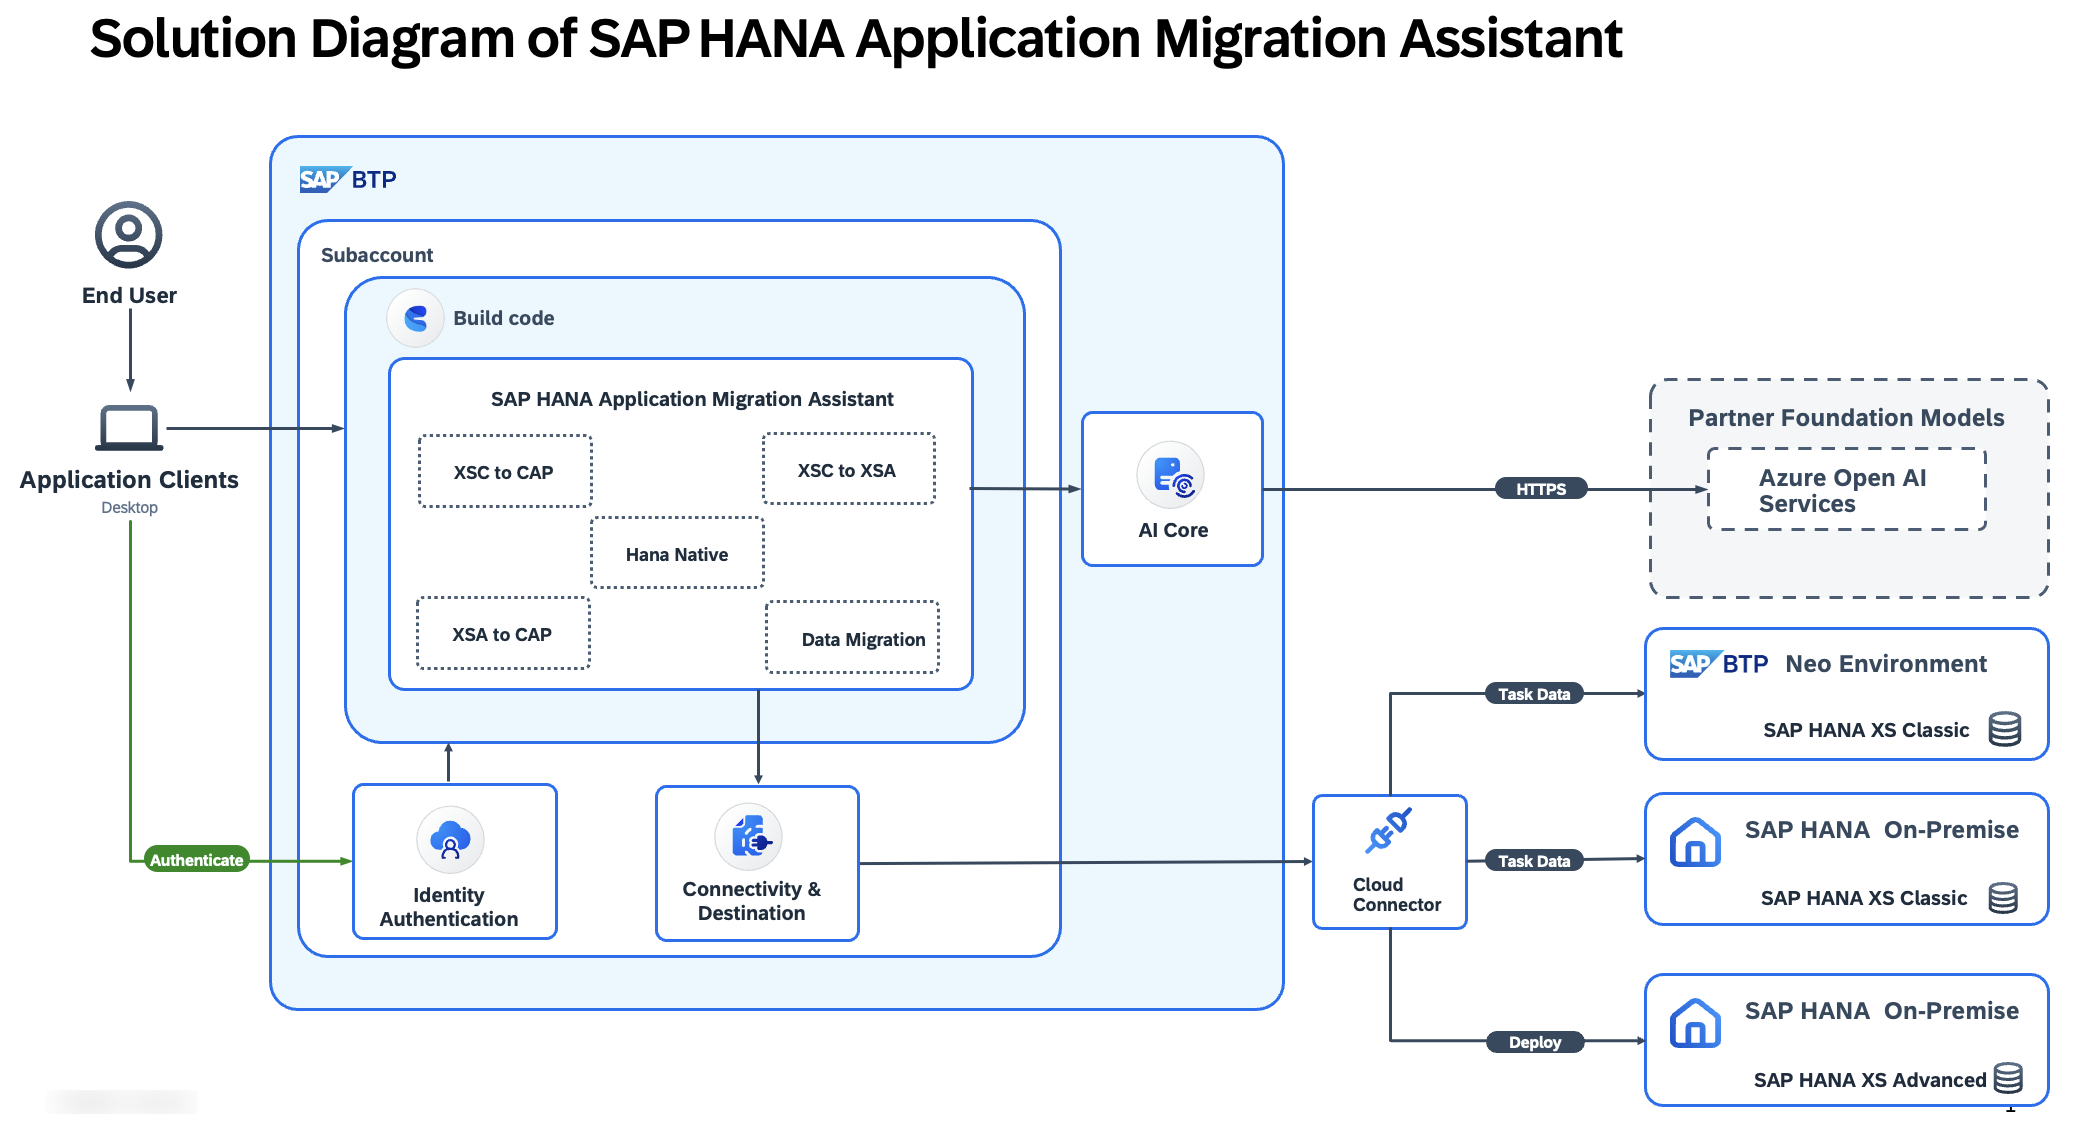 Solution Diagram of SAP HANA Application Migration Assistant
SAP BTP
Subaccount
End User
Build code
SAP HANA Application Migration Assistant
Application Clients
Desktop
XSC to CAP
XSC to XSA
Hana Native
XSA to CAP
Data Migration
AI Core
HTTPS
Partner Foundation Models
Azure Open AI
Services
Authenticate
Identity
Authentication
Connectivity &
Destination
Cloud
Connector
Task Data
SAP BTP Neo Environment
SAP HANA XS Classic
Task Data
SAP HANA On-Premise
SAP HANA XS Classic
Deploy
SAP HANA On-Premise
SAP HANA XS Advanced